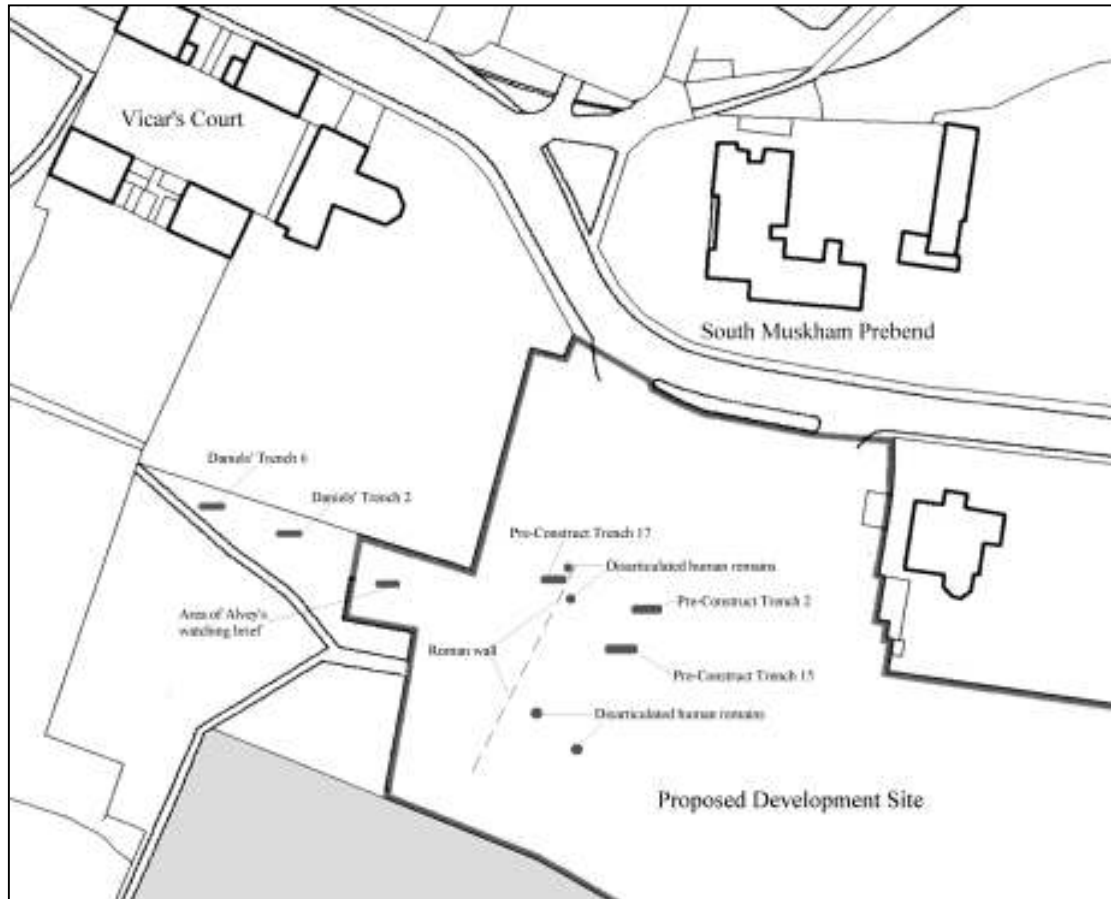 Vicar's Court
South Muskham Prebend
Daniels' Trench 6
Daniels' Trench 2
Pre-Construct Trench 17
Disarticulated human remains
Pre-Construct Trench 2
Area of Alvey's
watching brief
Roman wall
Pre-Construct Trench 15
Disarticulated human remains
Proposed Development Site